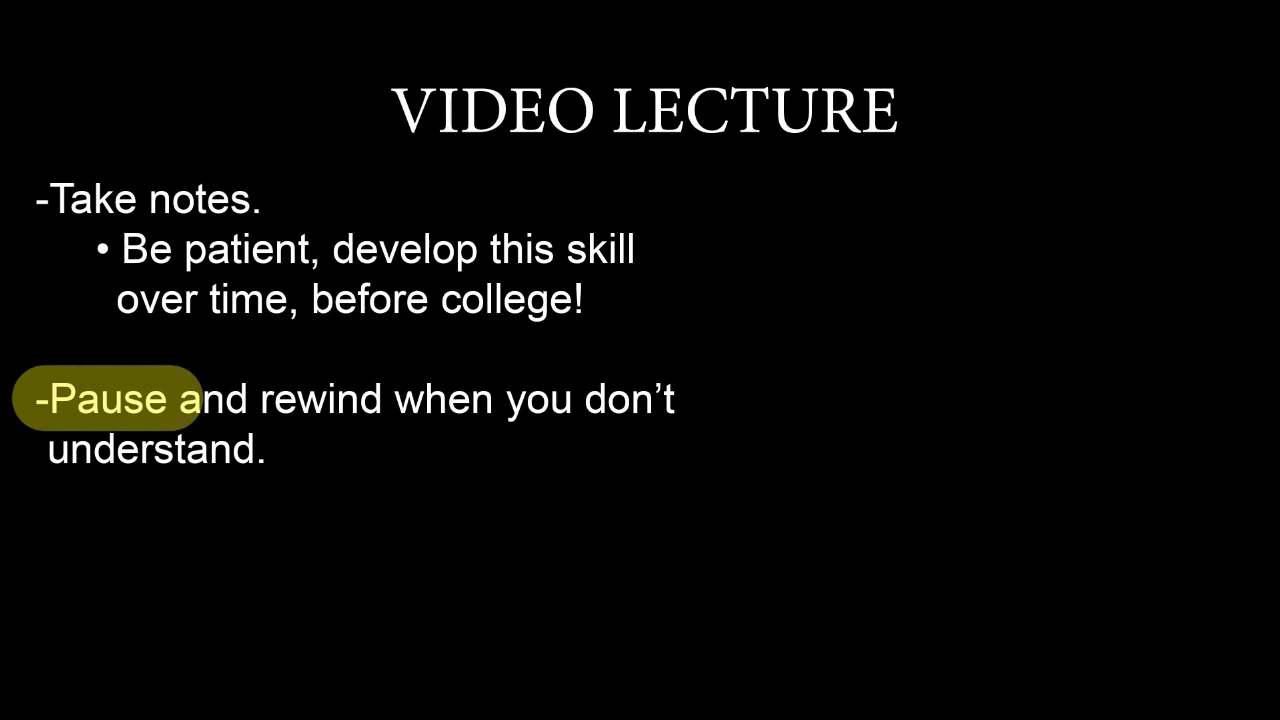 VIDEO LECTURE
-Take notes.
• Be patient, develop this skill
over time, before college!
-Pause and rewind when you don’t
understand.